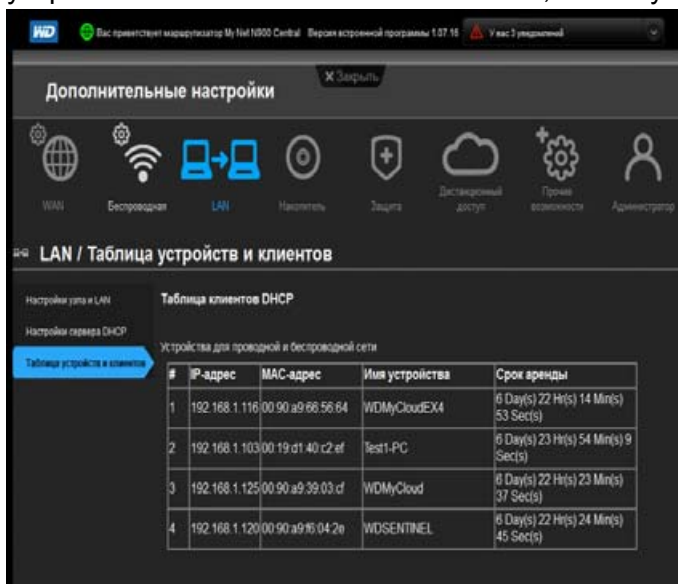 WD Вас приветствует маршрутизатор My Net N900 Central Версия встроенной программы 1.07.16 У вас 3 уведомлений
X Закрыть
Дополнительные настройки
WAN Беспроводная LAN Накопитель Защита Дистанционный доступ Прочие возможности Администратор
LAN / Таблица устройств и клиентов
Настройки узла и LAN
Настройки сервера DHCP
Таблица устройств и клиентов
Таблица клиентов DHCP
Устройства для проводной и беспроводной сети
# IP-адрес MAC-адрес Имя устройства Срок аренды
1 192.168.1.116 00:90:a9:66:56:64 WDMyCloudEX4 6 Day(s) 22 Hr(s) 14 Min(s)
53 Sec(s)
2 192.168.1.103 00:19:d1:40:c2:ef Test1-PC 6 Day(s) 23 Hr(s) 54 Min(s) 9
Sec(s)
3 192.168.1.125 00:90:a9:39:03:cf WDMyCloud 6 Day(s) 22 Hr(s) 23 Min(s)
37 Sec(s)
4 192.168.1.120 00:90:a9:f6:04:2e WDSENTINEL 6 Day(s) 22 Hr(s) 24 Min(s)
45 Sec(s)